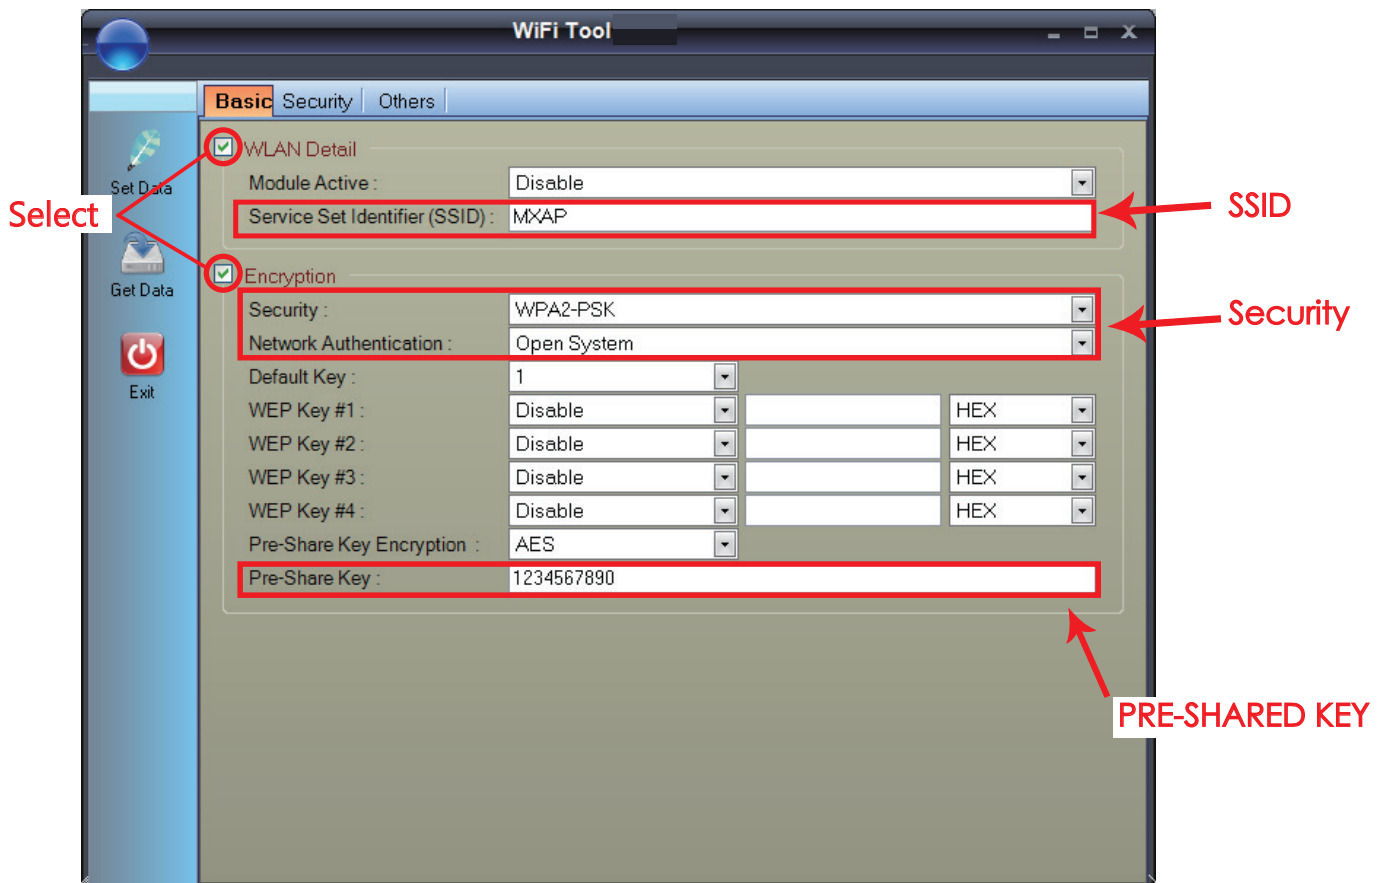 WiFi Tool
Basic Security Others
WLAN Detail
Set Data
Module Active : Disable
Select
Service Set Identifier (SSID) : MXAP
SSID
Encryption
Get Data
Security : WPA2-PSK
Security
Network Authentication : Open System
Default Key : 1
Exit
WEP Key #1 : Disable HEX
WEP Key #2 : Disable HEX
WEP Key #3 : Disable HEX
WEP Key #4 : Disable HEX
Pre-Share Key Encryption : AES
Pre-Share Key : 1234567890
PRE-SHARED KEY